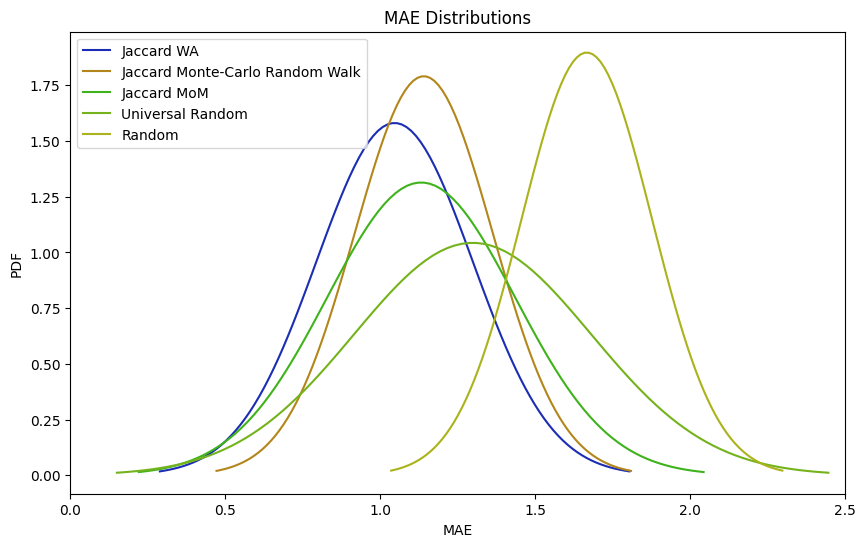 MAE Distributions
Jaccard WA
Jaccard Monte-Carlo Random Walk
Jaccard MoM
Universal Random
Random
PDF
1.75
1.50
1.25
1.00
0.75
0.50
0.25
0.00
0.0 0.5 1.0 1.5 2.0 2.5
MAE